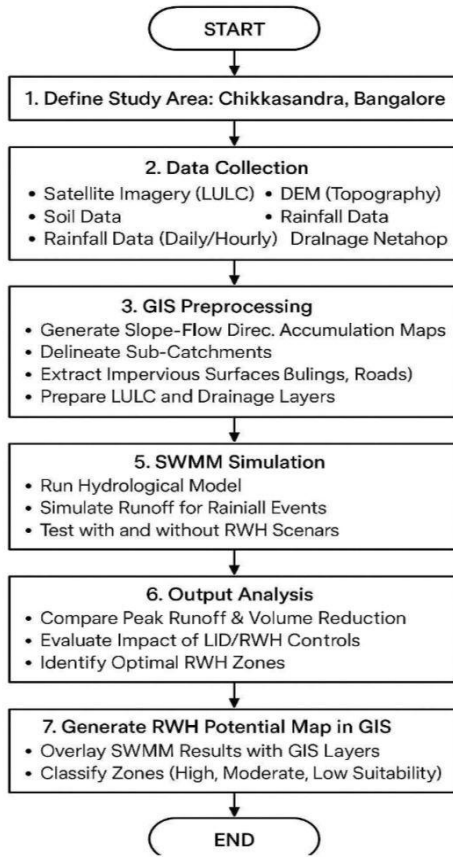 START
1. Define Study Area: Chikkasandra, Bangalore
2. Data Collection
• Satellite Imagery (LULC) • DEM (Topography)
• Soil Data • Rainfall Data
• Rainfall Data (Daily/Hourly) Dralnage Netahop
3. GIS Preprocessing
• Generate Slope-Flow Direc. Accumulation Maps
• Delineate Sub-Catchments
• Extract Impervious Surfaces Bulings, Roads)
• Prepare LULC and Drainage Layers
5. SWMM Simulation
• Run Hydrological Model
• Simulate Runoff for Rainiall Events
• Test with and without RWH Scenars
6. Output Analysis
• Compare Peak Runoff & Volume Reduction
• Evaluate Impact of LID/RWH Controls
• Identify Optimal RWH Zones
7. Generate RWH Potential Map in GIS
• Overlay SWMM Results with GIS Layers
• Classify Zones (High, Moderate, Low Suitability)
END